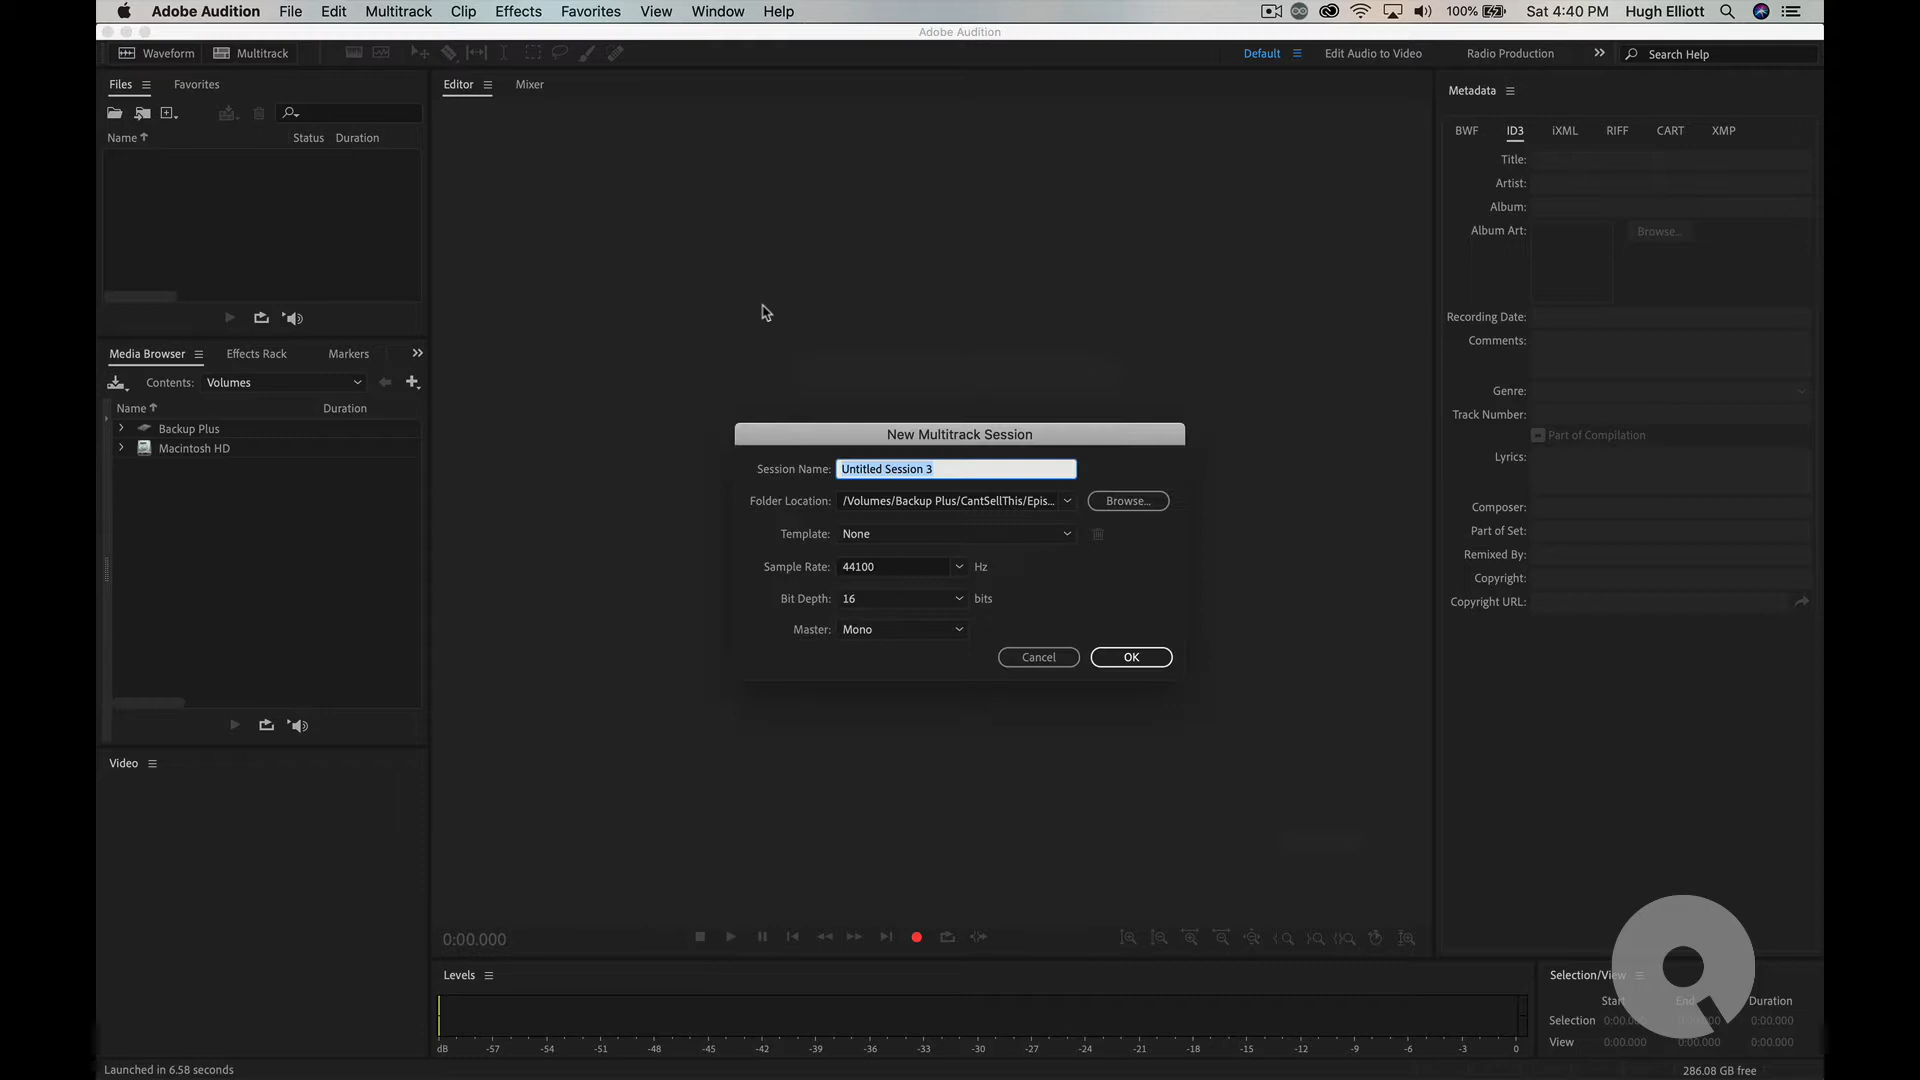 Adobe Audition File Edit Multitrack Clip Effects Favorites View Window Help 100% Sat 4:40 PM Hugh Elliott
Adobe Audition
Waveform Multitrack Default Edit Audio to Video Radio Production Search Help
Files Favorites
Name Status Duration
Media Browser Effects Rack Markers
Contents: Volumes
Name Duration
Backup Plus
Macintosh HD
Video
Editor Mixer
New Multitrack Session
Session Name: Untitled Session 3
Folder Location: /Volumes/Backup Plus/CantSellThis/Epis... Browse...
Template: None
Sample Rate: 44100 Hz
Bit Depth: 16 bits
Master: Mono
Cancel OK
0:00.000
Levels
dB -57 -54 -51 -48 -45 -42 -39 -36 -33 -30 -27 -24 -21 -18 -15 -12 -9 -6 -3 0
Metadata
BWF ID3 iXML RIFF CART XMP
Title:
Artist:
Album:
Album Art: Browse...
Recording Date:
Comments:
Genre:
Track Number:
Part of Compilation
Lyrics:
Composer:
Part of Set:
Remixed By:
Copyright:
Copyright URL:
Selection/View
Start End Duration
Selection 0:00.000 0:00.000 0:00.000
View 0:00.000 0:00.000 0:00.000
Launched in 6.58 seconds 286.08 GB free